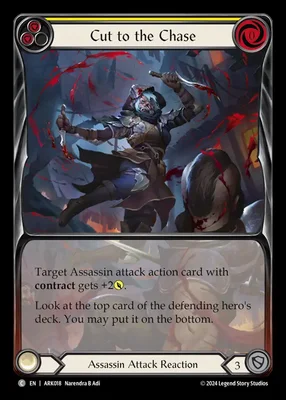 Cut to the Chase
Target Assassin attack action card with
contract gets +2.
Look at the top card of the defending hero's
deck. You may put it on the bottom.
Assassin Attack Reaction
3
C EN | ARK018 Narendra B Adi
©2024 Legend Story Studios